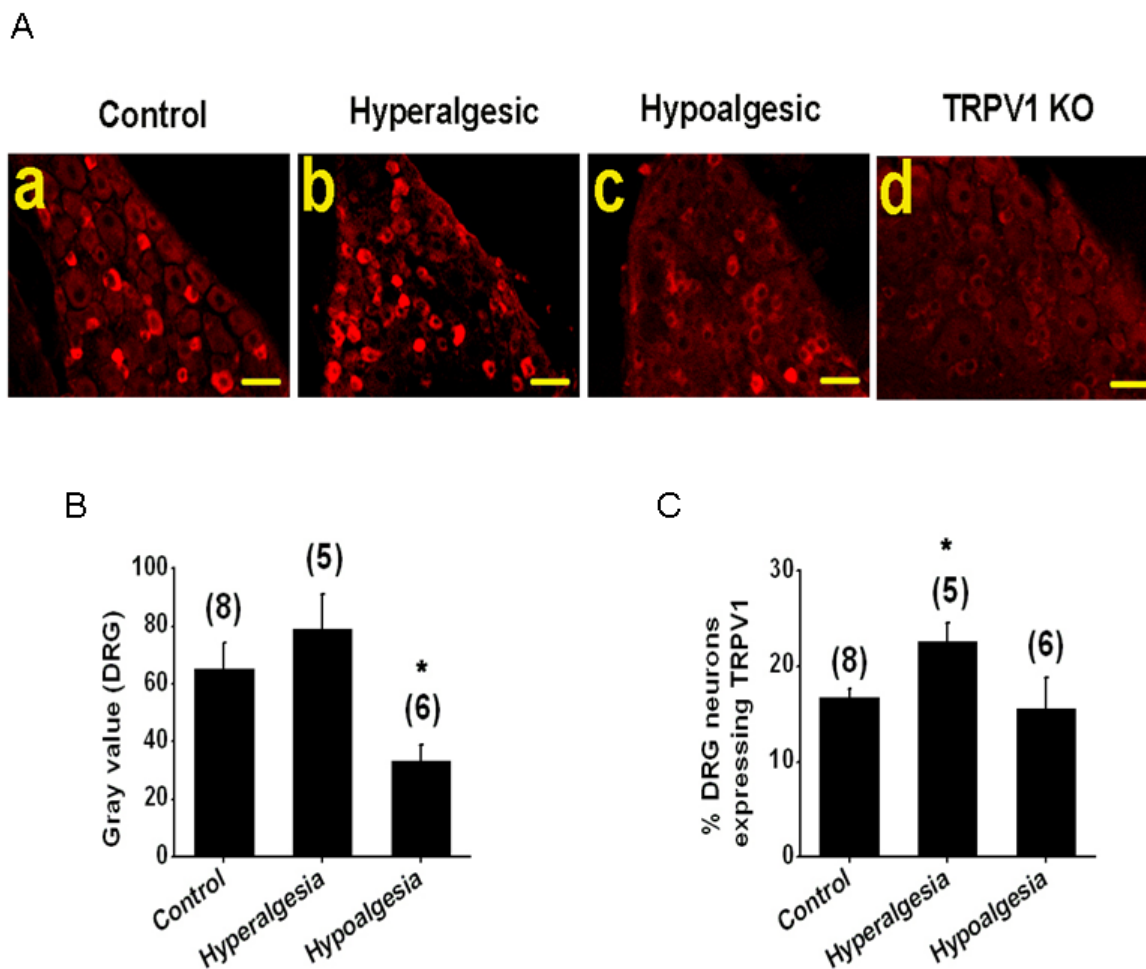 A
Control Hyperalgesic Hypoalgesic TRPV1 KO
a b c d
B
Gray value (DRG)
100
80
60
40
20
0
(8) (5) * (6)
Control Hyperalgesia Hypoalgesia
C
% DRG neurons
expressing TRPV1
30
20
10
0
(8) * (5) (6)
Control Hyperalgesia Hypoalgesia